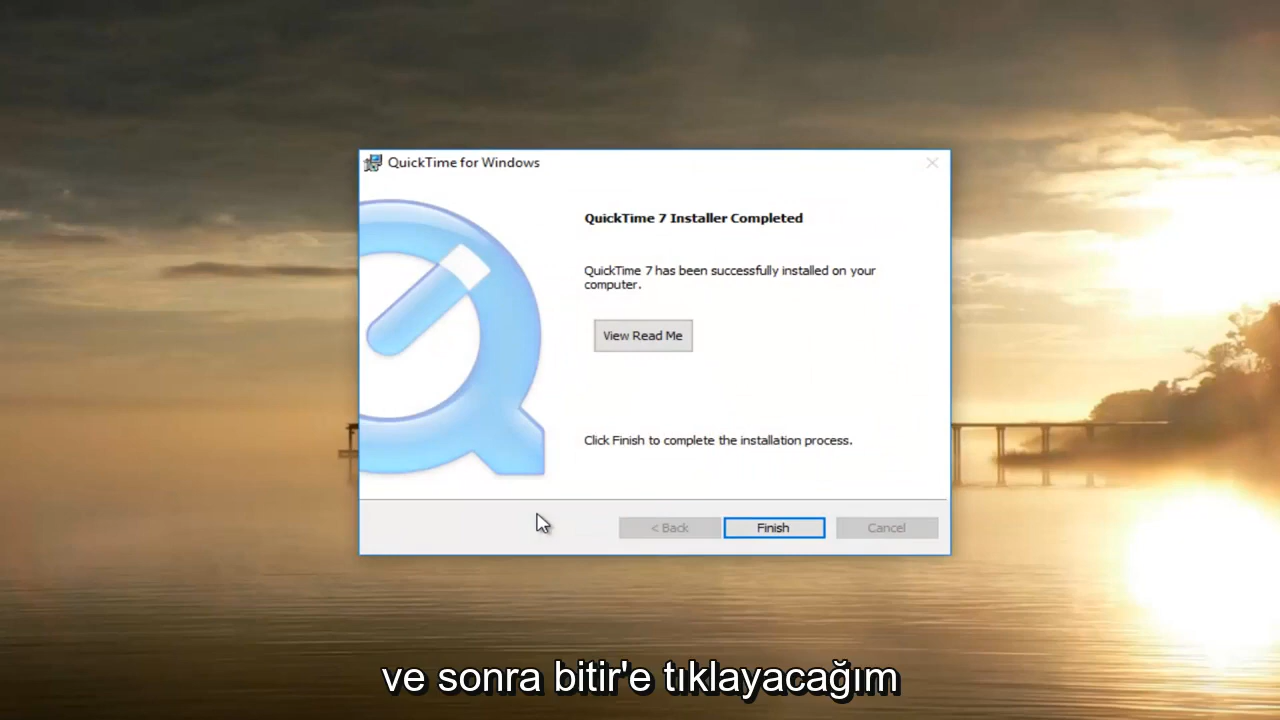 QuickTime for Windows
QuickTime 7 Installer Completed
QuickTime 7 has been successfully installed on your
computer.
View Read Me
Click Finish to complete the installation process.
< Back
Finish
Cancel
ve sonra bitir'e tıklayacağım